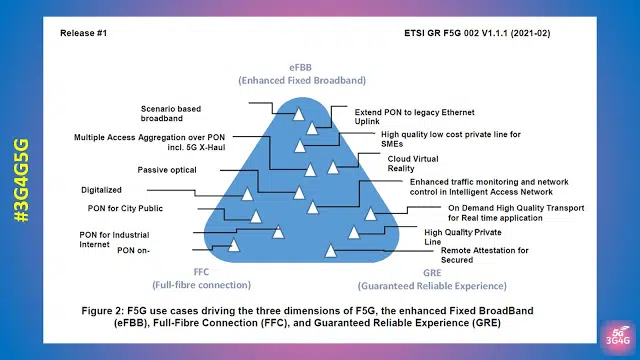 Release #1
ETSI GR F5G 002 V1.1.1 (2021-02)
eFBB
(Enhanced Fixed Broadband)
Scenario based
broadband
Extend PON to legacy Ethernet
Uplink
Multiple Access Aggregation over PON
incl. 5G X-Haul
High quality low cost private line for
SMEs
Cloud Virtual
Reality
Passive optical
Enhanced traffic monitoring and network
control in Intelligent Access Network
Digitalized
PON for City Public
On Demand High Quality Transport
for Real time application
PON for Industrial
Internet
High Quality Private
Line
PON on-
Remote Attestation for
Secured
FFC
(Full-fibre connection)
GRE
(Guaranteed Reliable Experience)
Figure 2: F5G use cases driving the three dimensions of F5G, the enhanced Fixed BroadBand
(eFBB), Full-Fibre Connection (FFC), and Guaranteed Reliable Experience (GRE)
#3G4G5G
5G
3G4G